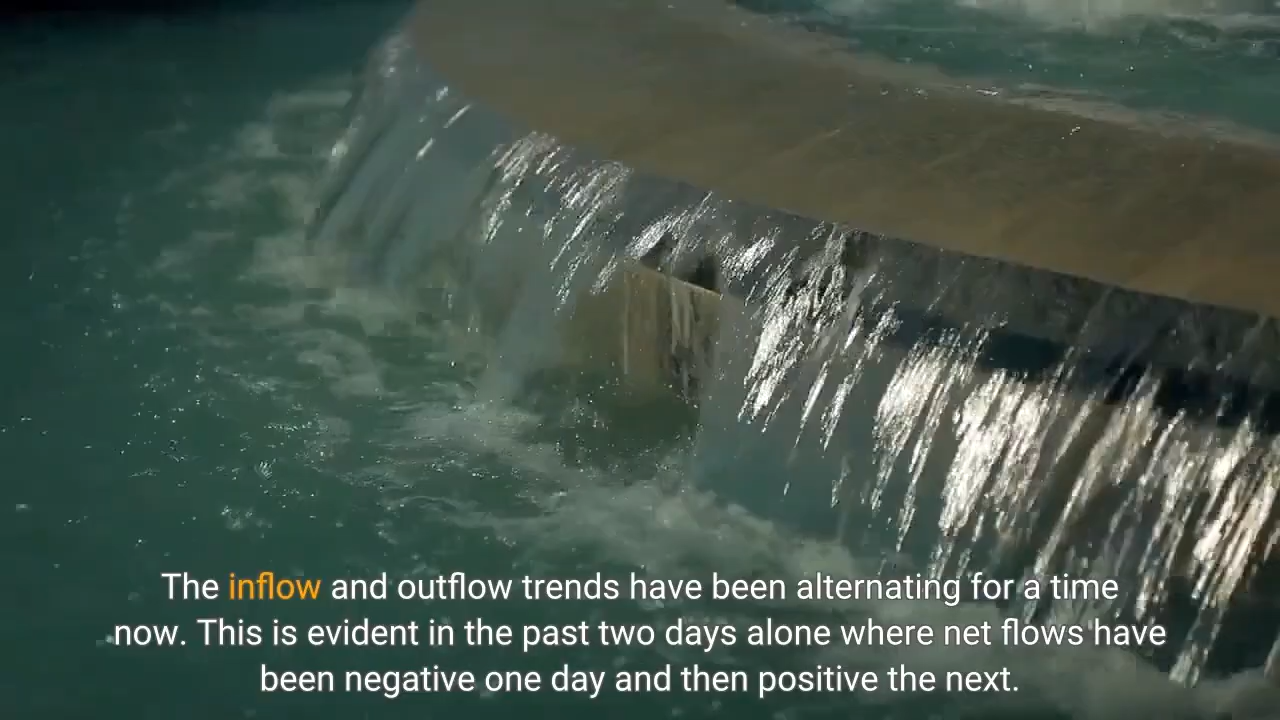 The inflow and outflow trends have been alternating for a time
now. This is evident in the past two days alone where net flows have
been negative one day and then positive the next.